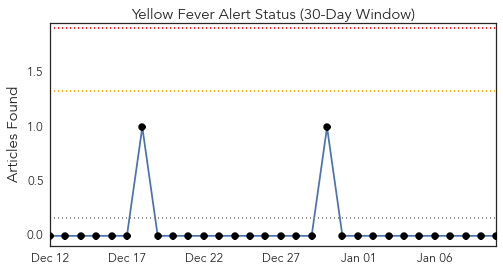 Yellow Fever Alert Status (30-Day Window)
Articles Found
1.5
1.0
0.5
0.0
Dec 12 Dec 17 Dec 22 Dec 27 Jan 01 Jan 06